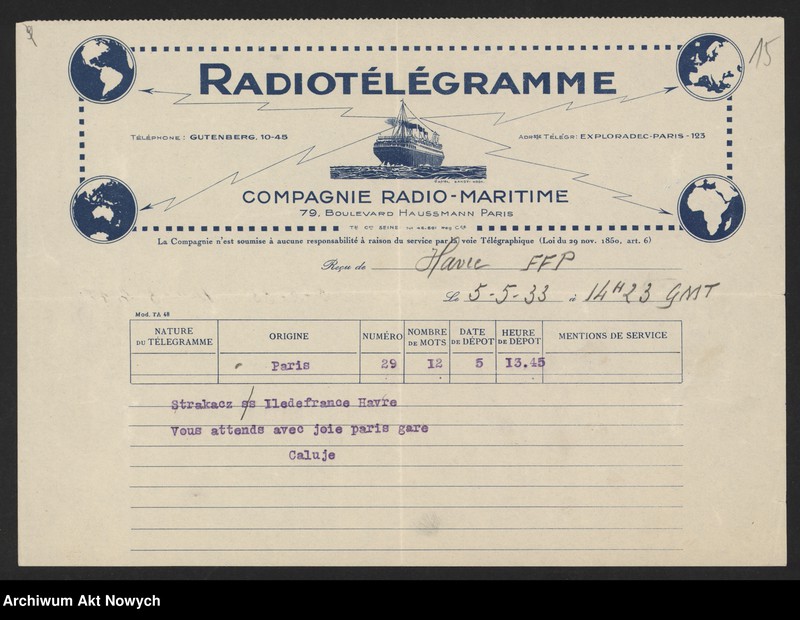 15
RADIOTÉLÉGRAMME
TÉLÉPHONE : GUTENBERG, 10-45
ADRSSE TÉLÉGR: EXPLORADEC-PARIS-123
COMPAGNIE RADIO-MARITIME
79, BOULEVARD HAUSSMANN PARIS
La Compagnie n'est soumise à aucune responsabilité à raison du service par la voie Télégraphique (Loi du 29 nov. 1850, art. 6)
Reçu de Havre FFP
Le 5-5-33 à 14H23 GMT
Mod. TA 48
NATURE DU TÉLÉGRAMME ORIGINE NUMÉRO NOMBRE DE MOTS DATE DE DÉPOT HEURE DE DÉPOT MENTIONS DE SERVICE
Paris 29 12 5 13.45
Strakacz s/s Iledefrance Havre
Vous attends avec joie paris gare
Caluje
Archiwum Akt Nowych